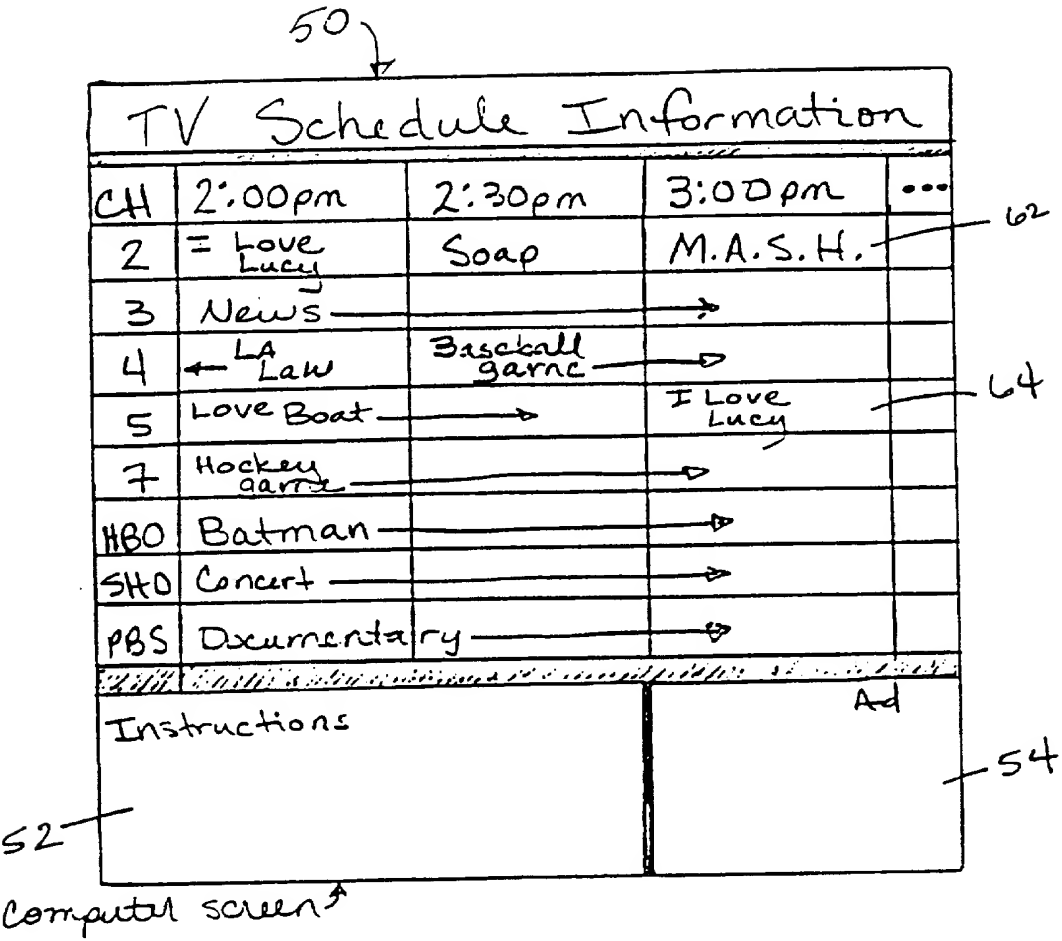 50
TV Schedule Information
CH 2:00pm 2:30pm 3:00pm •••
62
2 I Love Lucy Soap M.A.S.H.
3 News
4 LA Law Baseball game
64
5 Love Boat I Love Lucy
7 Hockey game
HBO Batman
SHO Concert
PBS Documentary
Instructions Ad
54
52
Computer screen